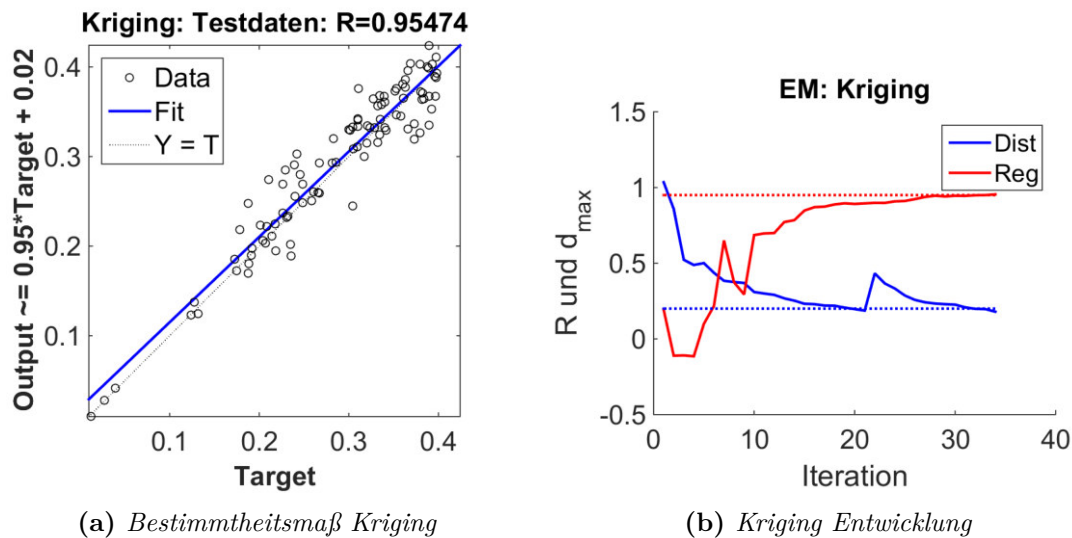 Kriging: Testdaten: R=0.95474
Output ~= 0.95*Target + 0.02
0.4
0.3
0.2
0.1
Data
Fit
Y = T
0.1
0.2
0.3
0.4
Target
(a) Bestimmtheitsmaß Kriging
EM: Kriging
R und d_max
1.5
1
0.5
0
-0.5
Dist
Reg
0
10
20
30
40
Iteration
(b) Kriging Entwicklung